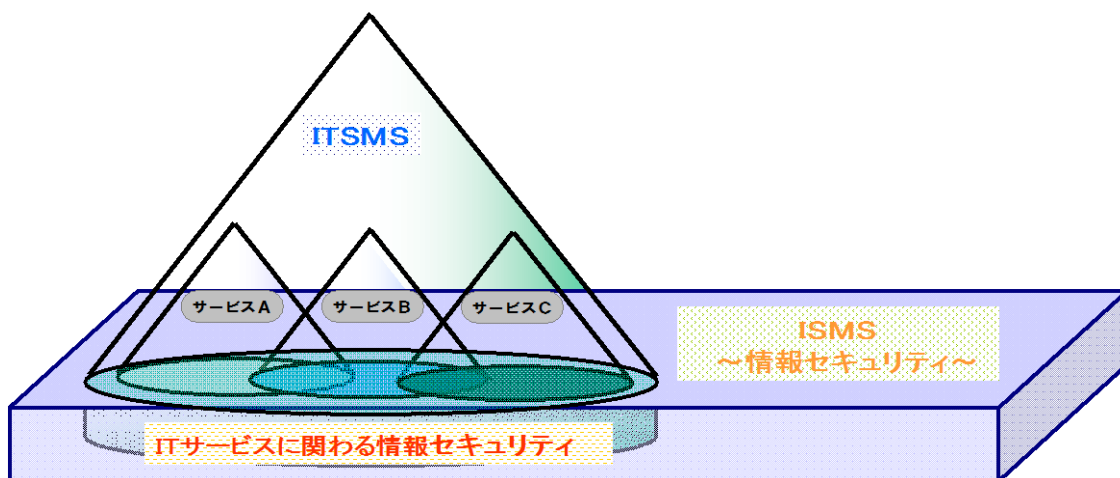 ITSMS
サービスA
サービスB
サービスC
ISMS
～情報セキュリティ～
ITサービスに関わる情報セキュリティ